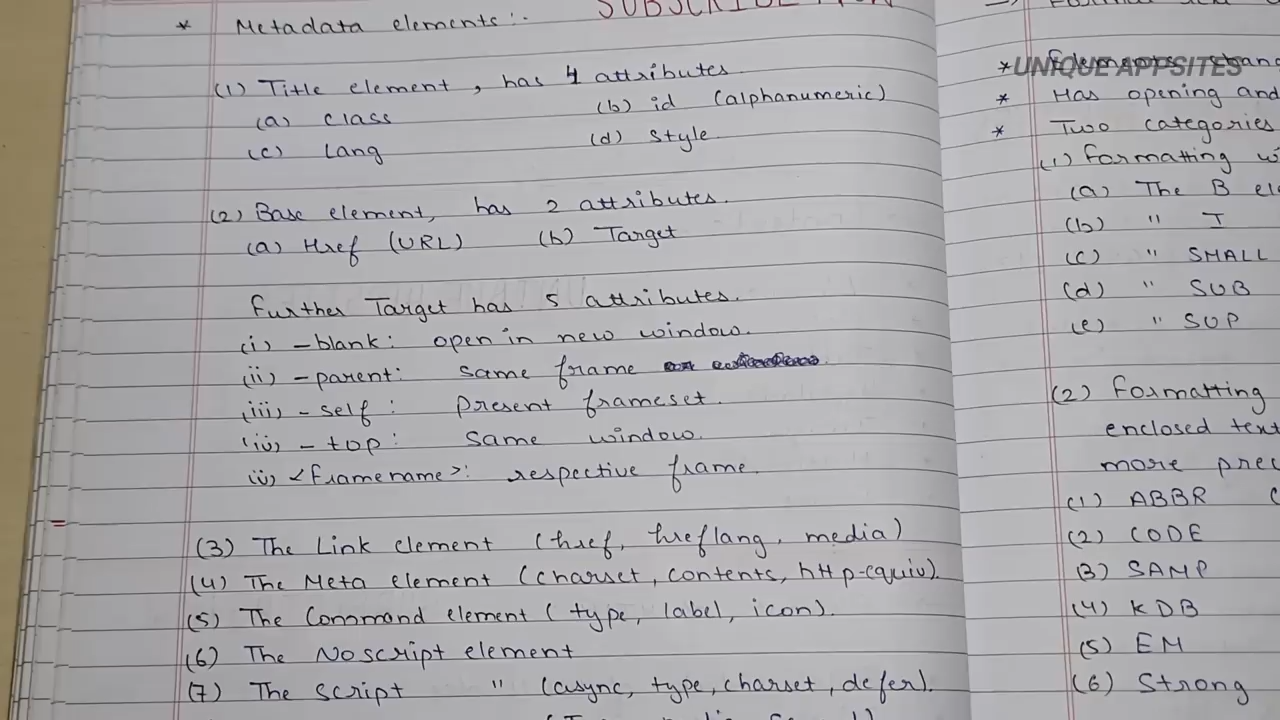 * Metadata elements:-
(1) Title element, has 4 attributes
(a) class (b) id (alphanumeric)
(c) Lang (d) Style
(2) Base element, has 2 attributes.
(a) Href (URL) (b) Target
Further Target has 5 attributes.
(i) -blank: open in new window.
(ii) -parent: same frame
(iii) -self: Present frameset.
(iv) -top: Same window.
(v) <framename>: respective frame.
(3) The Link element (href, hreflang, media)
(4) The Meta element (Charset, contents, http-equiv).
(5) The Command element (type, label, icon).
(6) The Noscript element
(7) The Script " (async, type, charset, defer).
UNIQUE APPSITES
* Elements
* Has opening and
* Two categories
(1) Formatting
(a) The B
(b) " I
(c) " SMALL
(d) " SUB
(e) " SUP
(2) Formatting
enclosed text
more
(1) ABBR
(2) CODE
(3) SAMP
(4) KDB
(5) EM
(6) Strong